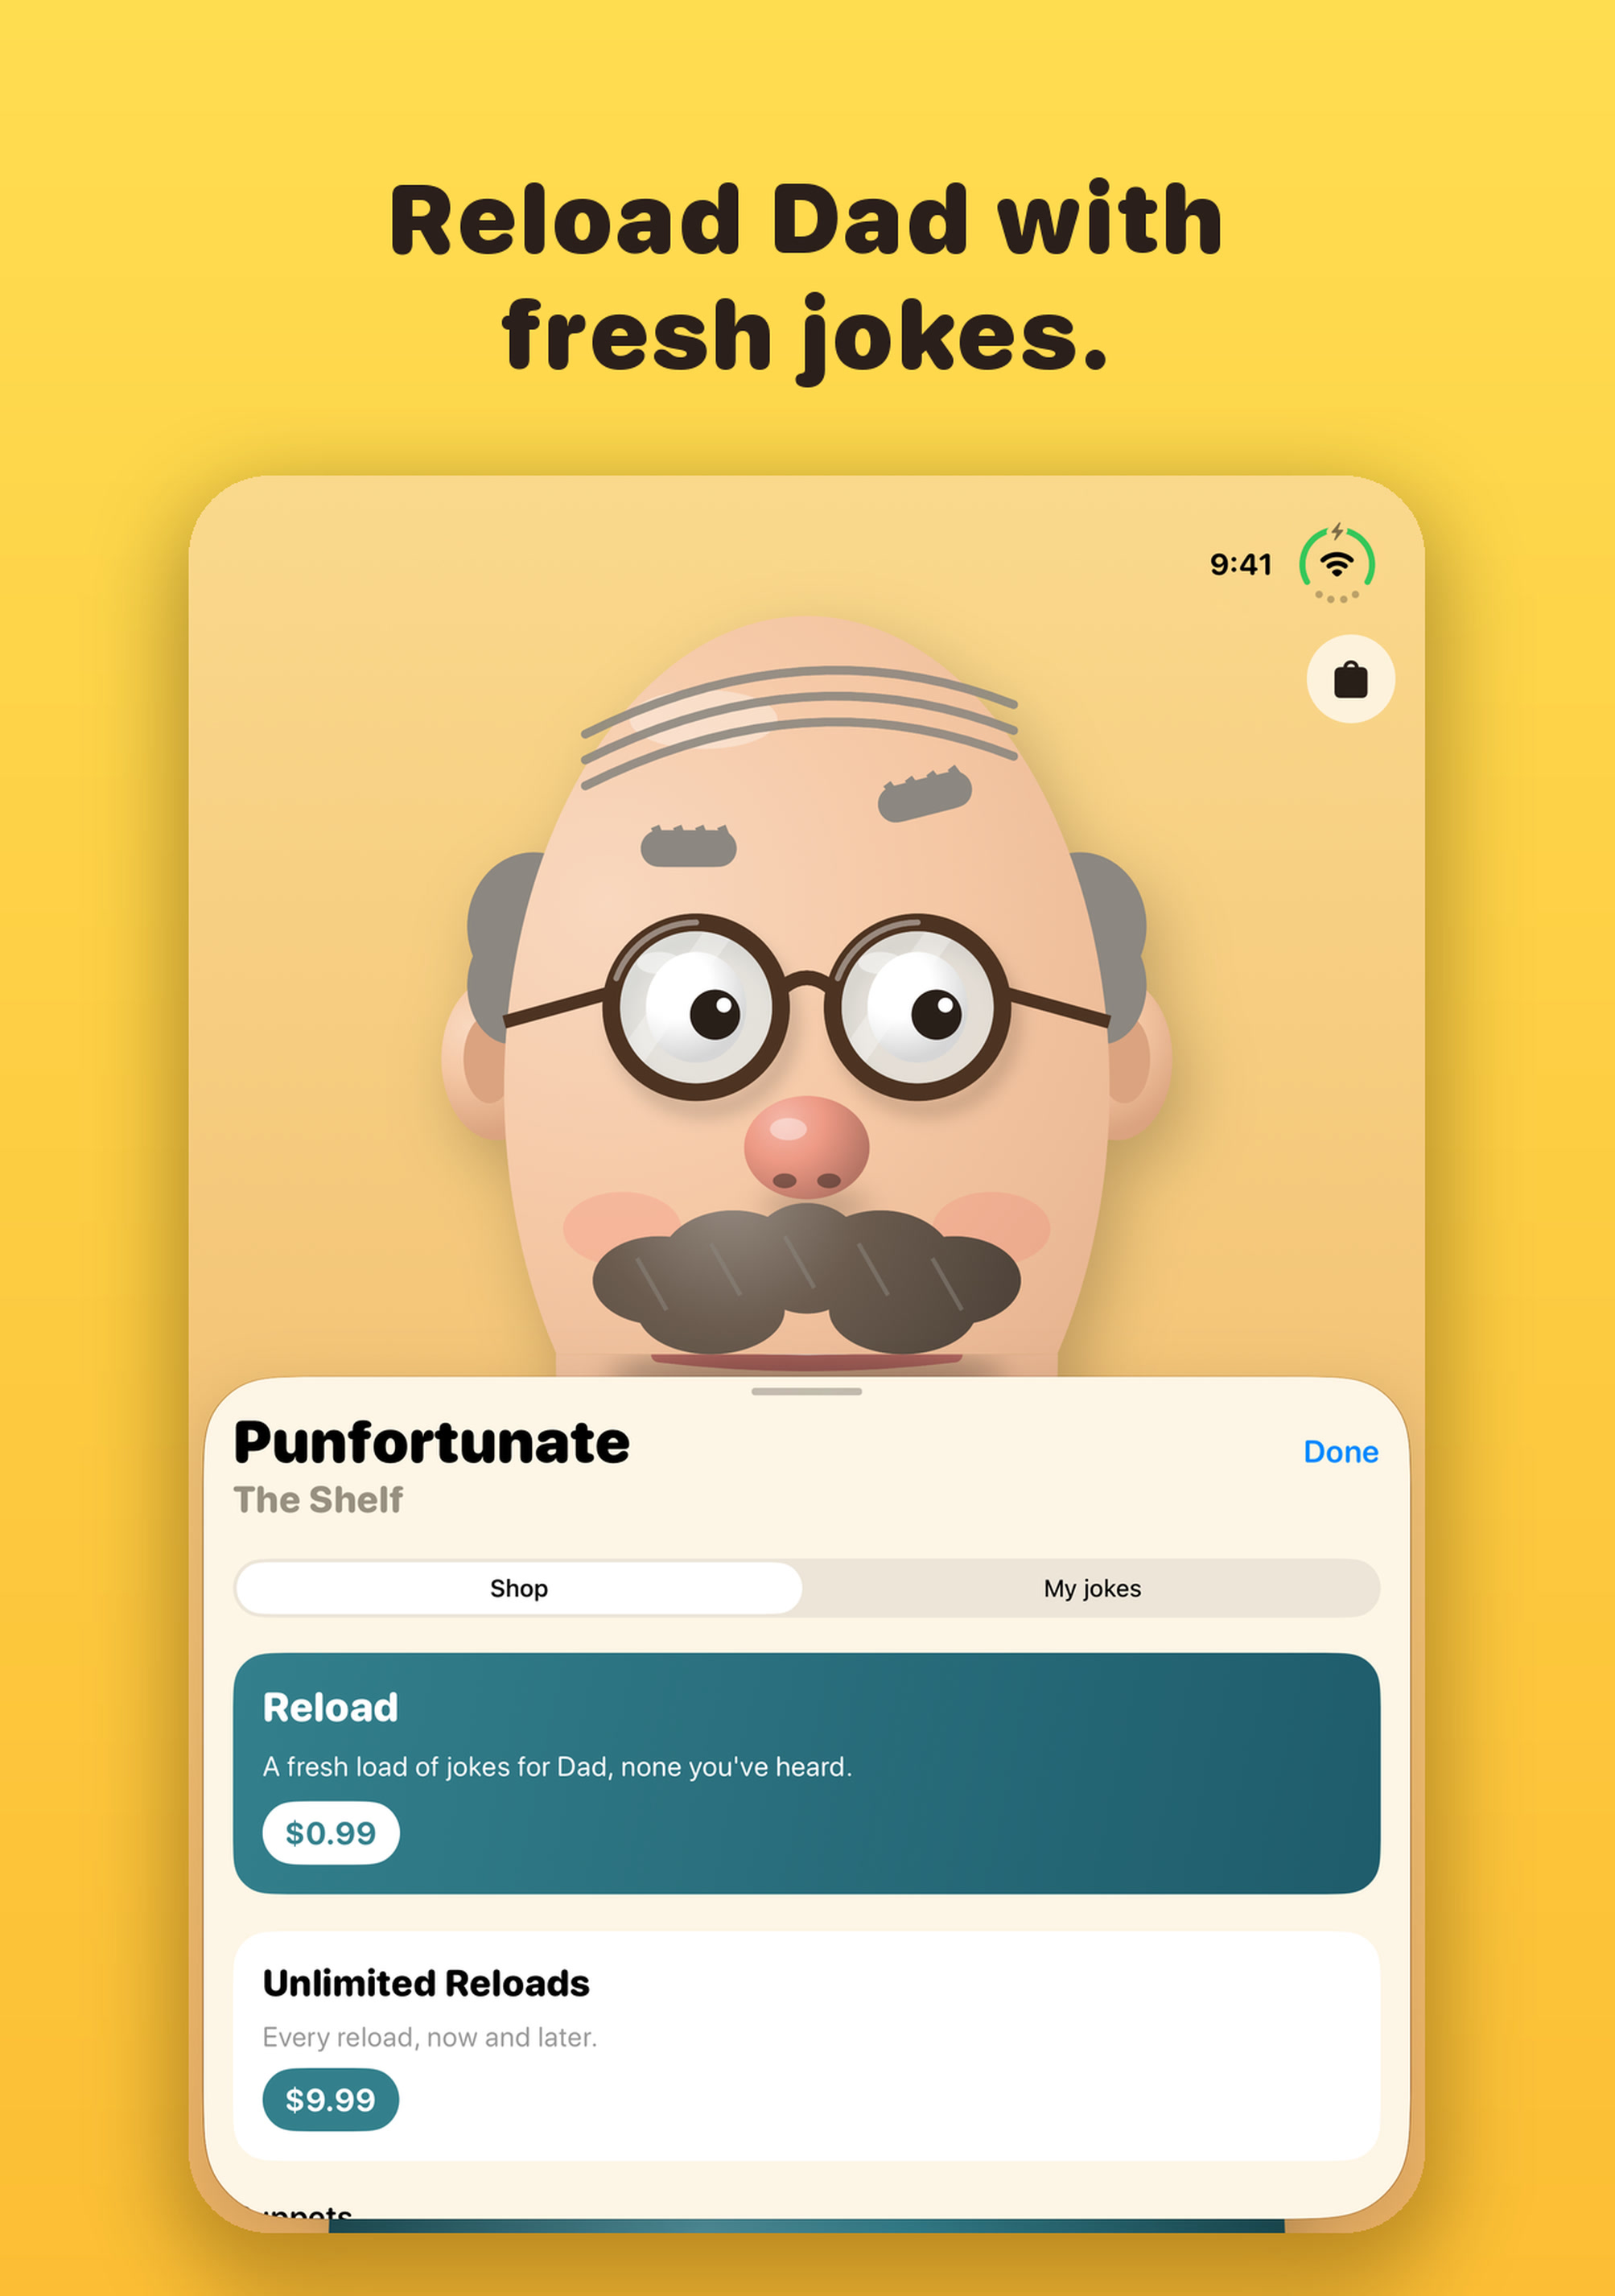 Reload Dad with
fresh jokes.
9:41
Punfortunate
Done
The Shelf
Shop
My jokes
Reload
A fresh load of jokes for Dad, none you've heard.
$0.99
Unlimited Reloads
Every reload, now and later.
$9.99